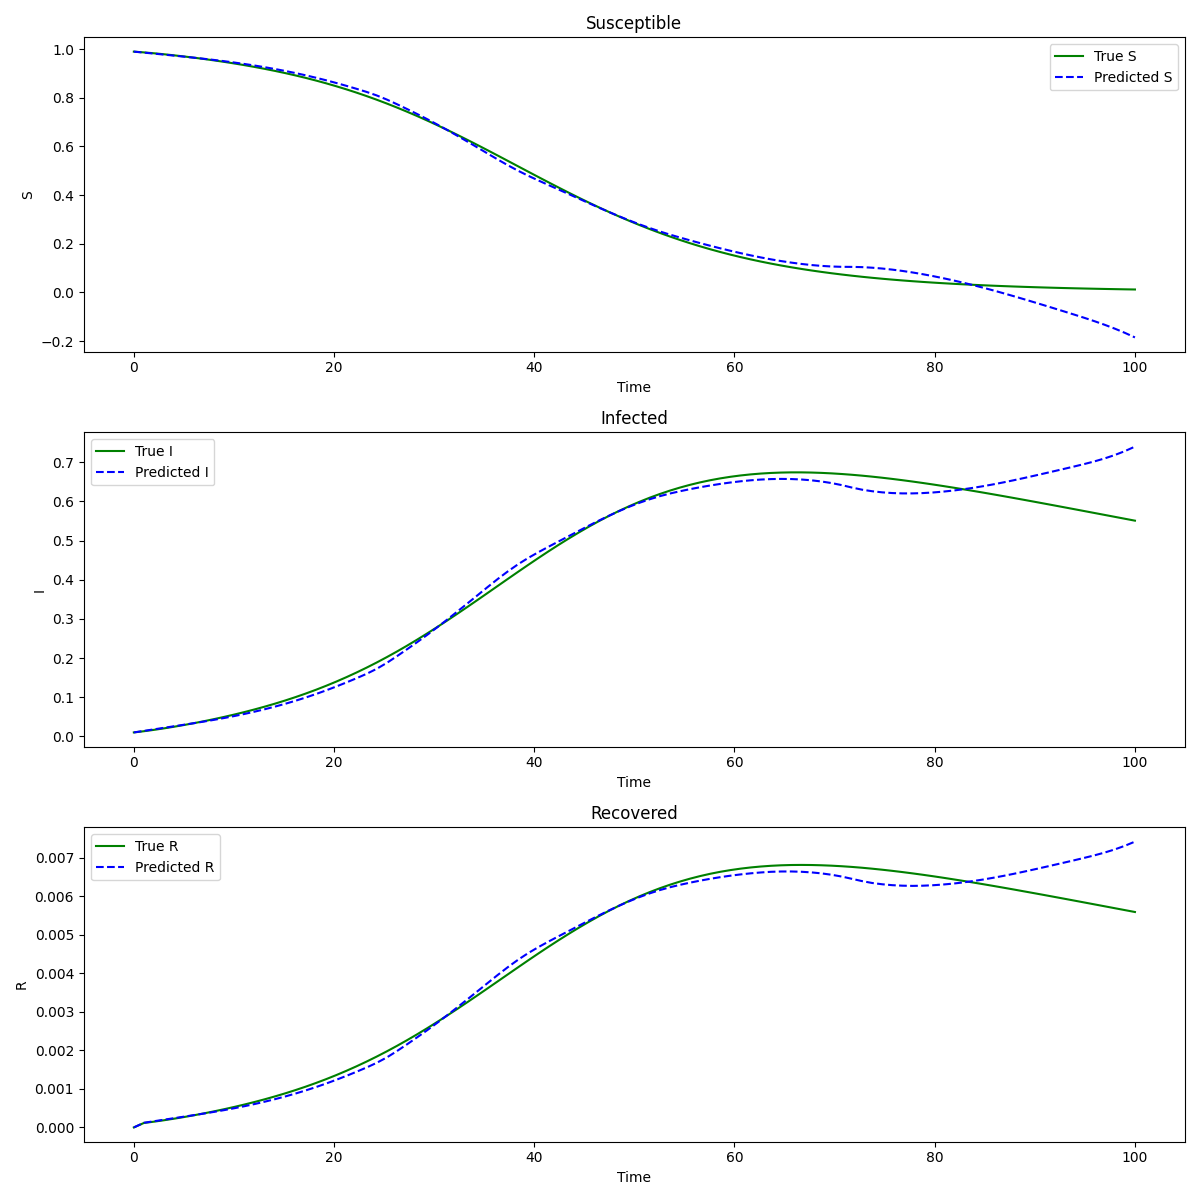 Susceptible
True S
Predicted S
1.0
0.8
0.6
0.4
0.2
0.0
−0.2
S
0 20 40 60 80 100
Time
Infected
True I
Predicted I
0.7
0.6
0.5
0.4
0.3
0.2
0.1
0.0
I
0 20 40 60 80 100
Time
Recovered
True R
Predicted R
0.007
0.006
0.005
0.004
0.003
0.002
0.001
0.000
R
0 20 40 60 80 100
Time